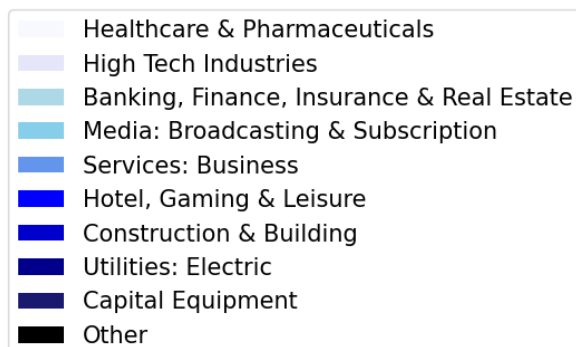 Healthcare & Pharmaceuticals
High Tech Industries
Banking, Finance, Insurance & Real Estate
Media: Broadcasting & Subscription
Services: Business
Hotel, Gaming & Leisure
Construction & Building
Utilities: Electric
Capital Equipment
Other